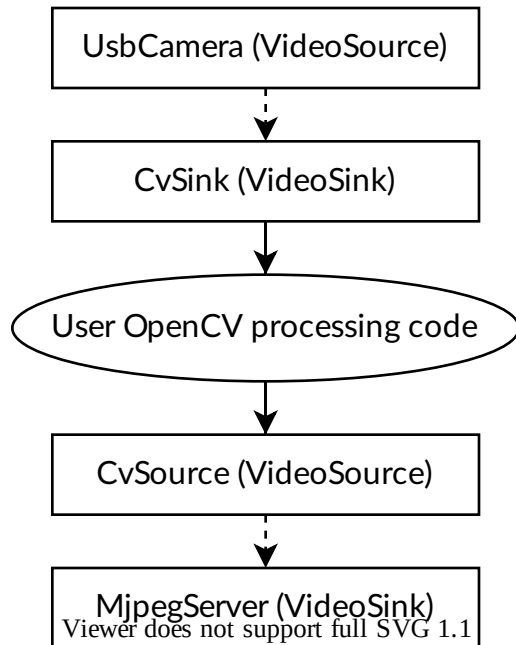 UsbCamera (VideoSource)
CvSink (VideoSink)
User OpenCV processing code
CvSource (VideoSource)
MjpegServer (VideoSink)
Viewer does not support full SVG 1.1